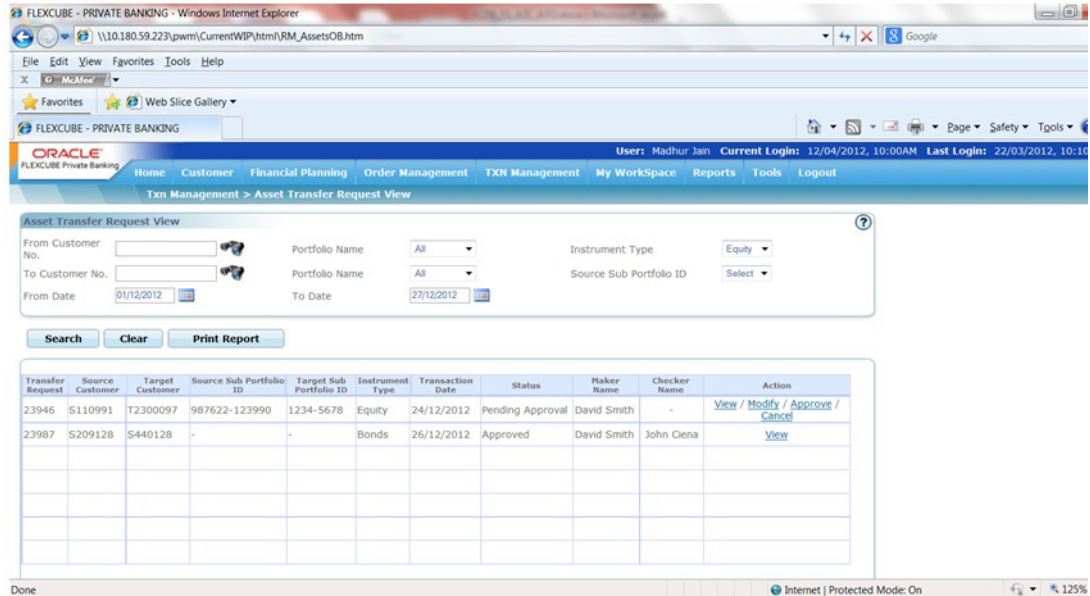 FLEXCUBE - PRIVATE BANKING - Windows Internet Explorer
\\10.180.59.223\pwm\CurrentWIP\html\RM_AssetsOB.htm
Google
File Edit View Favorites Tools Help
X McAfee
Favorites Web Slice Gallery
FLEXCUBE - PRIVATE BANKING
Page Safety Tools
ORACLE
FLEXCUBE Private Banking
User: Madhur Jain Current Login: 12/04/2012, 10:00AM Last Login: 22/03/2012, 10:10
Home Customer Financial Planning Order Management TXN Management My WorkSpace Reports Tools Logout
Txn Management > Asset Transfer Request View
Asset Transfer Request View
?
From Customer No. Portfolio Name All Instrument Type Equity
To Customer No. Portfolio Name All Source Sub Portfolio ID Select
From Date 01/12/2012 To Date 27/12/2012
Search Clear Print Report
Transfer Request Source Customer Target Customer Source Sub Portfolio ID Target Sub Portfolio ID Instrument Type Transaction Date Status Maker Name Checker Name Action
23946 S110991 T2300097 987622-123990 1234-5678 Equity 24/12/2012 Pending Approval David Smith - View / Modify / Approve / Cancel
23987 S209128 S440128 - - Bonds 26/12/2012 Approved David Smith John Ciena View
Done
Internet | Protected Mode: On
125%